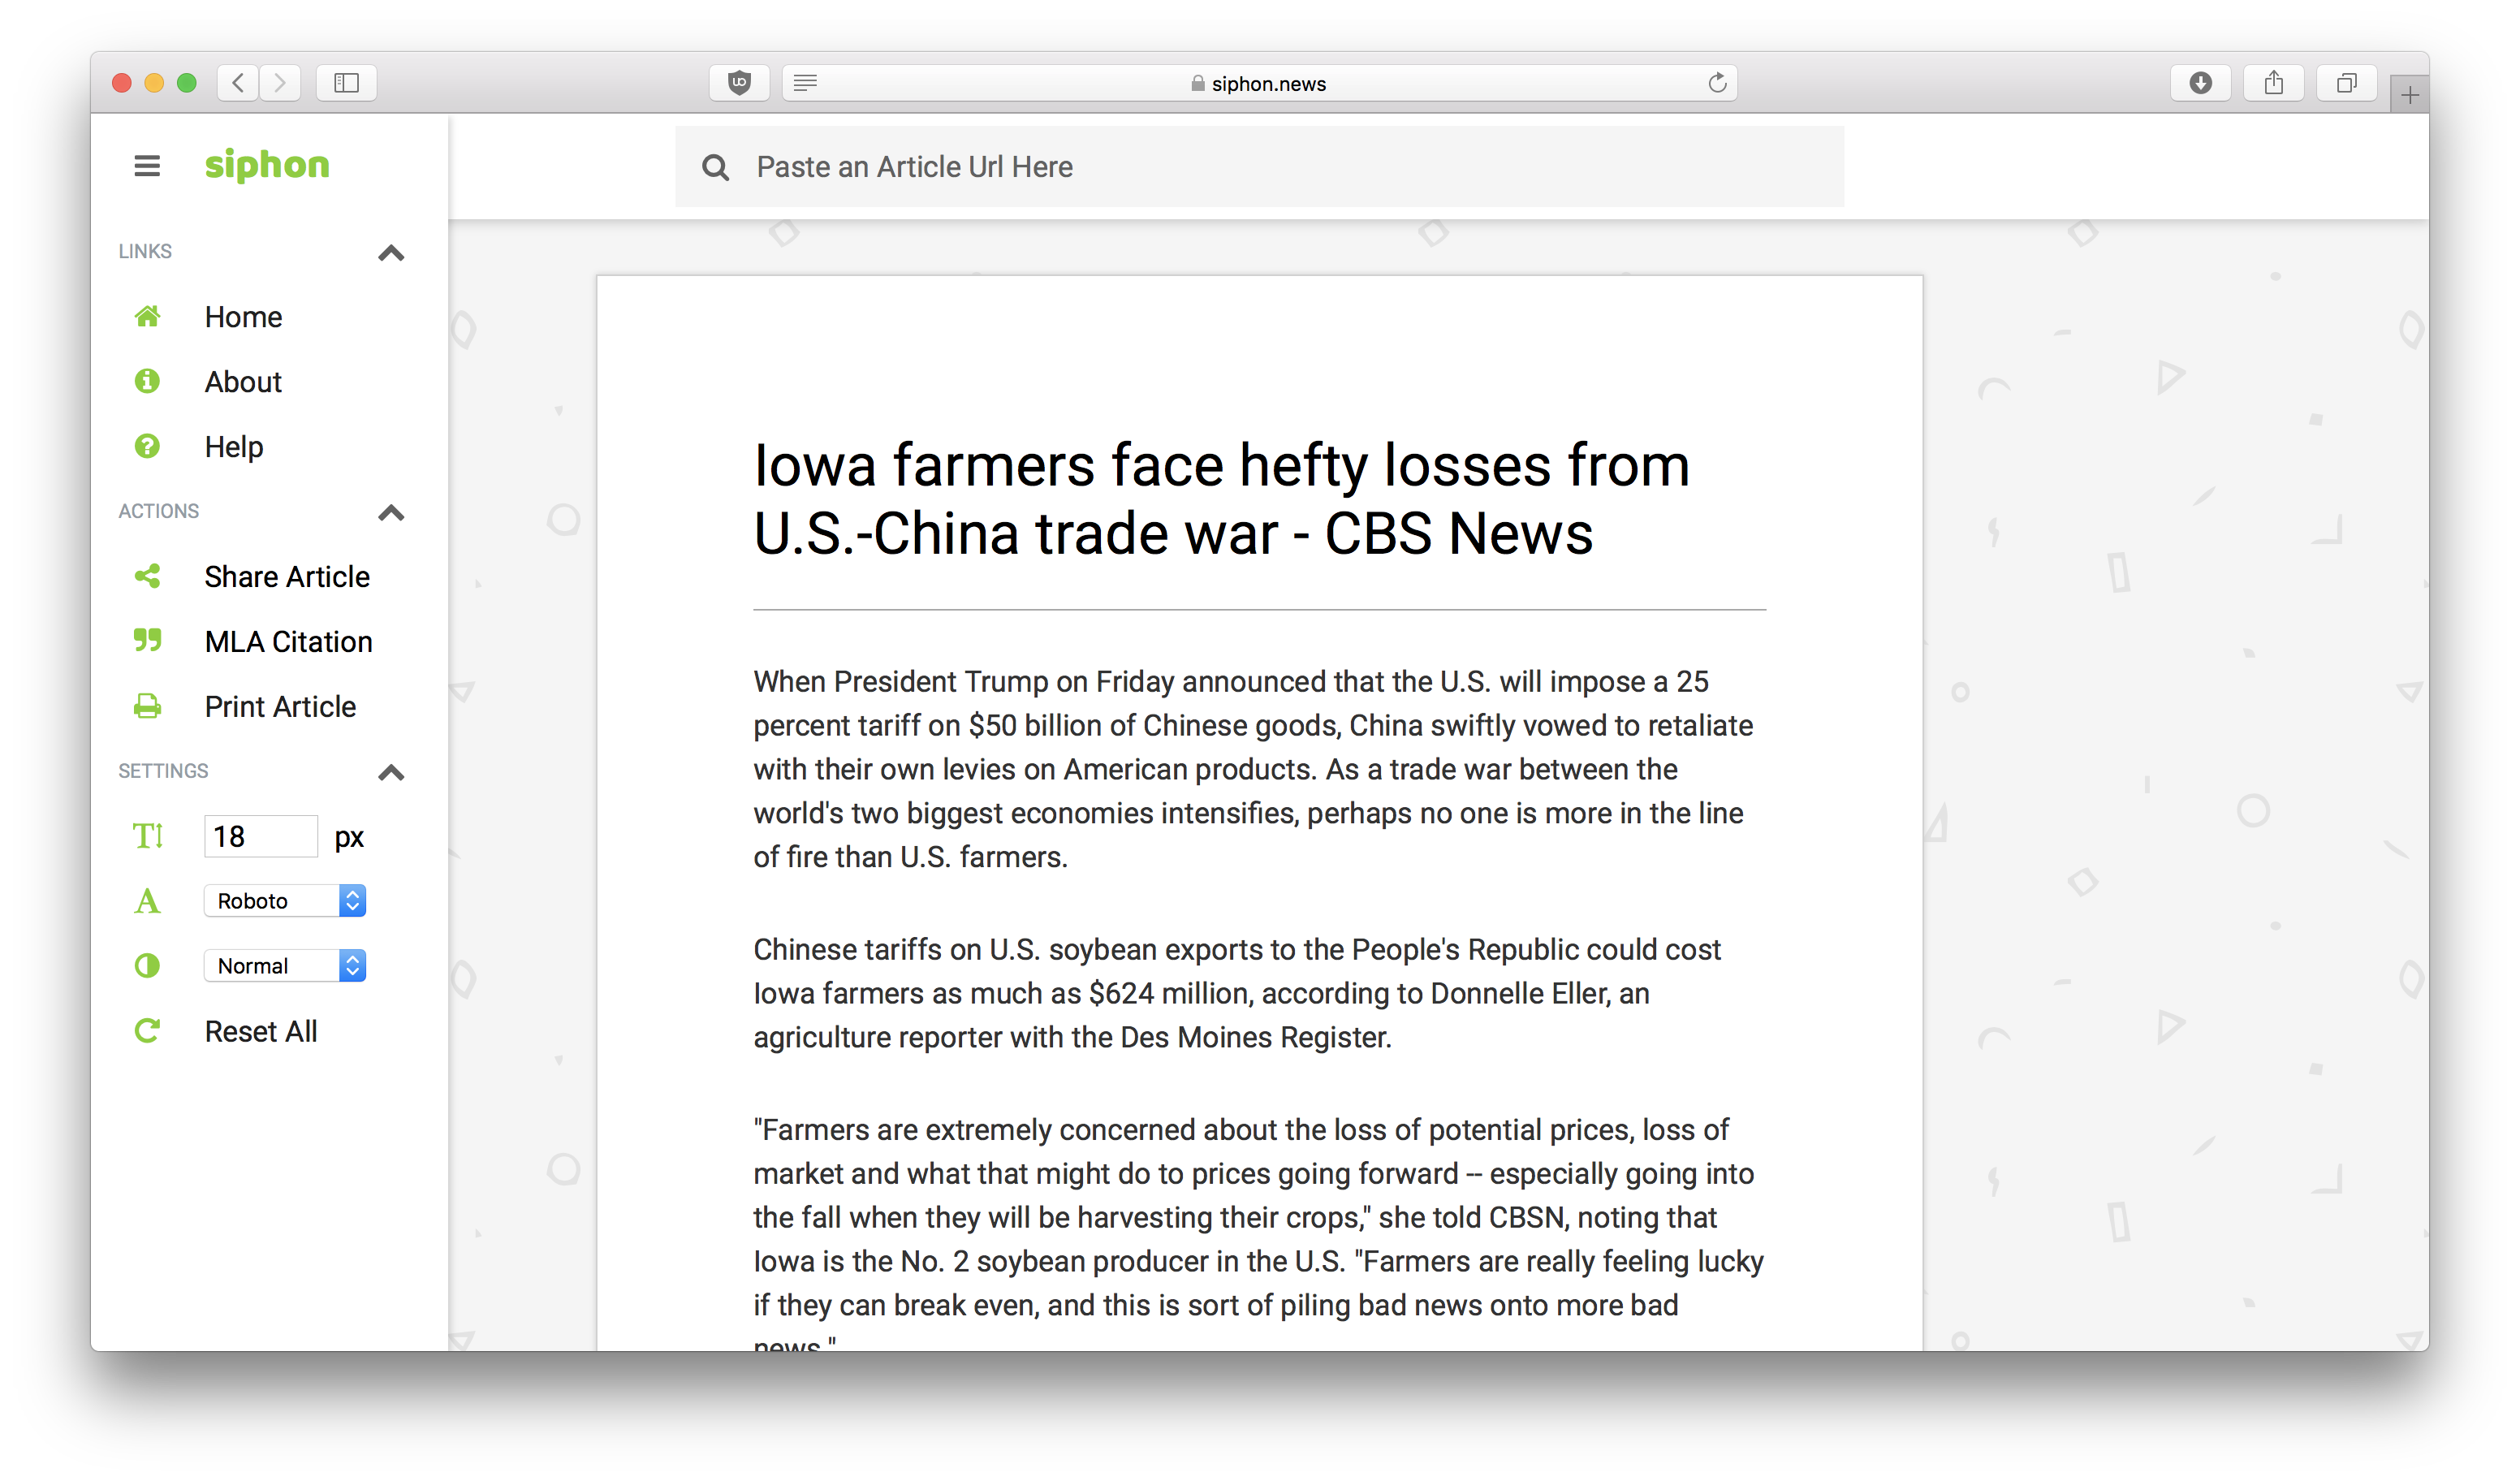 siphon.news
siphon
Paste an Article Url Here
LINKS
Home
About
Help
ACTIONS
Share Article
MLA Citation
Print Article
SETTINGS
18 px
Roboto
Normal
Reset All
Iowa farmers face hefty losses from
U.S.-China trade war - CBS News
When President Trump on Friday announced that the U.S. will impose a 25
percent tariff on $50 billion of Chinese goods, China swiftly vowed to retaliate
with their own levies on American products. As a trade war between the
world's two biggest economies intensifies, perhaps no one is more in the line
of fire than U.S. farmers.
Chinese tariffs on U.S. soybean exports to the People's Republic could cost
Iowa farmers as much as $624 million, according to Donnelle Eller, an
agriculture reporter with the Des Moines Register.
"Farmers are extremely concerned about the loss of potential prices, loss of
market and what that might do to prices going forward -- especially going into
the fall when they will be harvesting their crops," she told CBSN, noting that
Iowa is the No. 2 soybean producer in the U.S. "Farmers are really feeling lucky
if they can break even, and this is sort of piling bad news onto more bad
news."